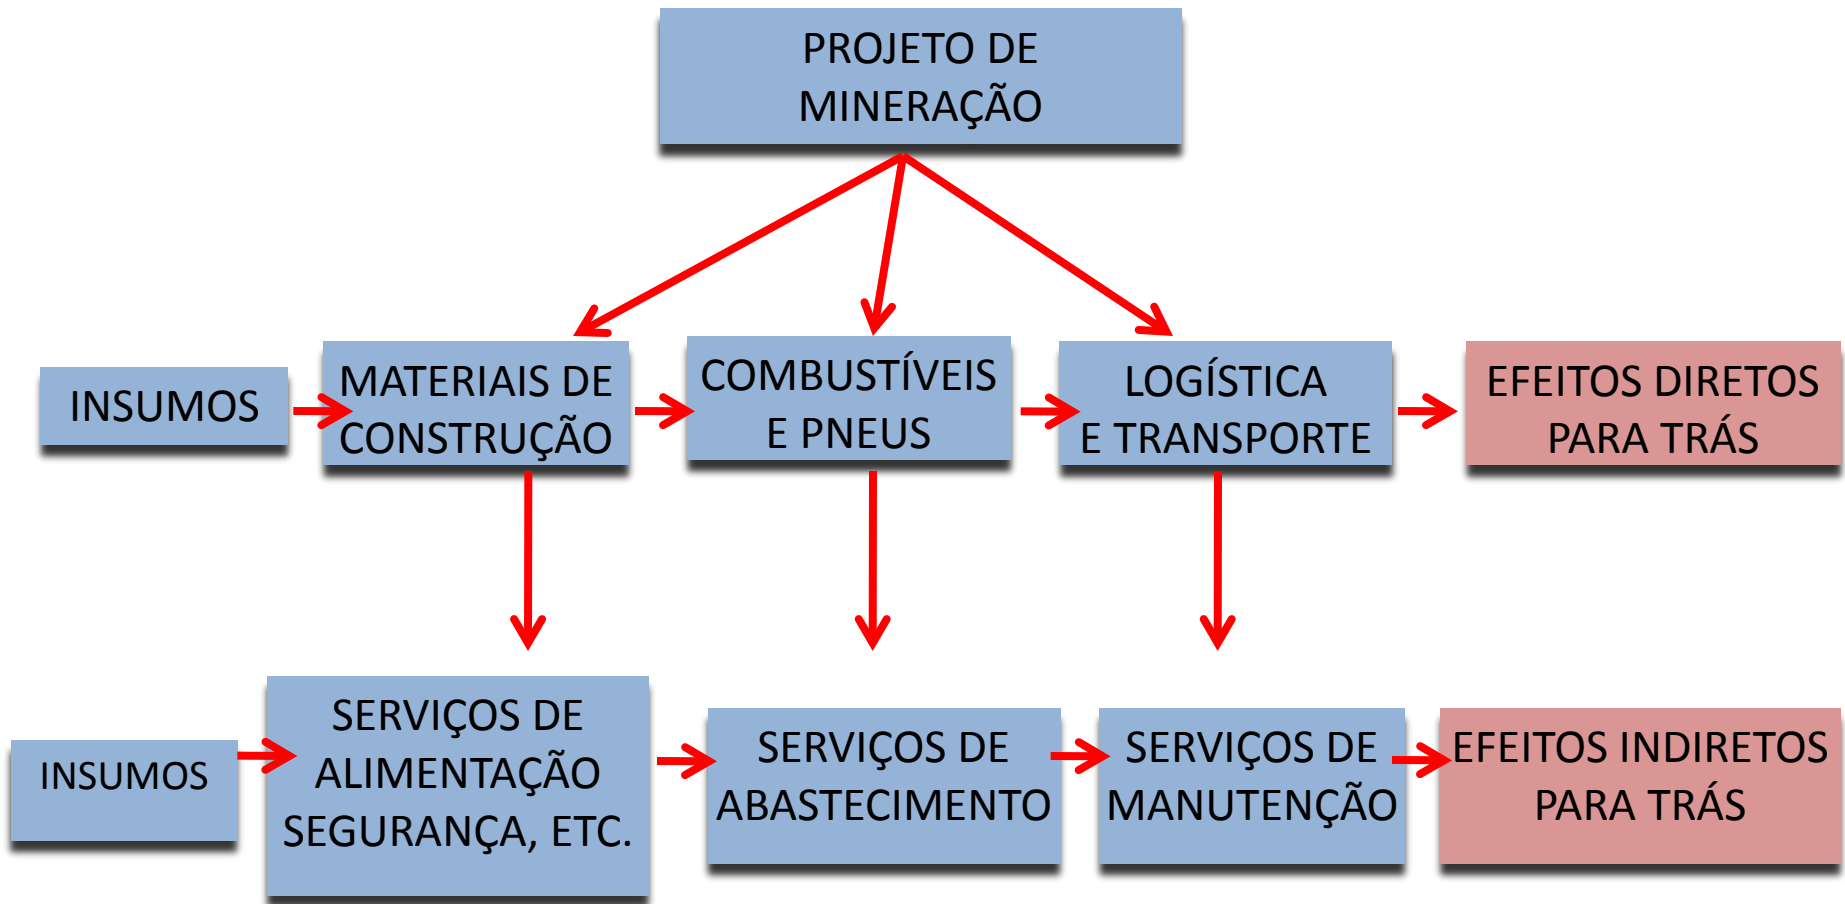 PROJETO DE
MINERAÇÃO
INSUMOS
MATERIAIS DE
CONSTRUÇÃO
COMBUSTÍVEIS
E PNEUS
LOGÍSTICA
E TRANSPORTE
EFEITOS DIRETOS
PARA TRÁS
INSUMOS
SERVIÇOS DE
ALIMENTAÇÃO
SEGURANÇA, ETC.
SERVIÇOS DE
ABASTECIMENTO
SERVIÇOS DE
MANUTENÇÃO
EFEITOS INDIRETOS
PARA TRÁS